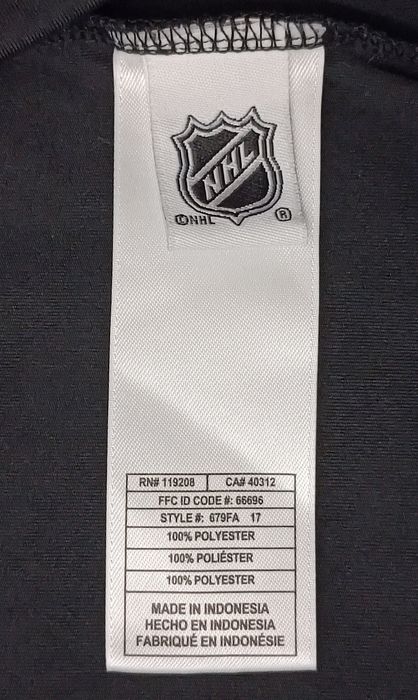 NHL
©NHL ®
RN# 119208 CA# 40312
FFC ID CODE #: 66696
STYLE #: 679FA 17
100% POLYESTER
100% POLIÉSTER
100% POLYESTER
MADE IN INDONESIA
HECHO EN INDONESIA
FABRIQUÉ EN INDONÉSIE